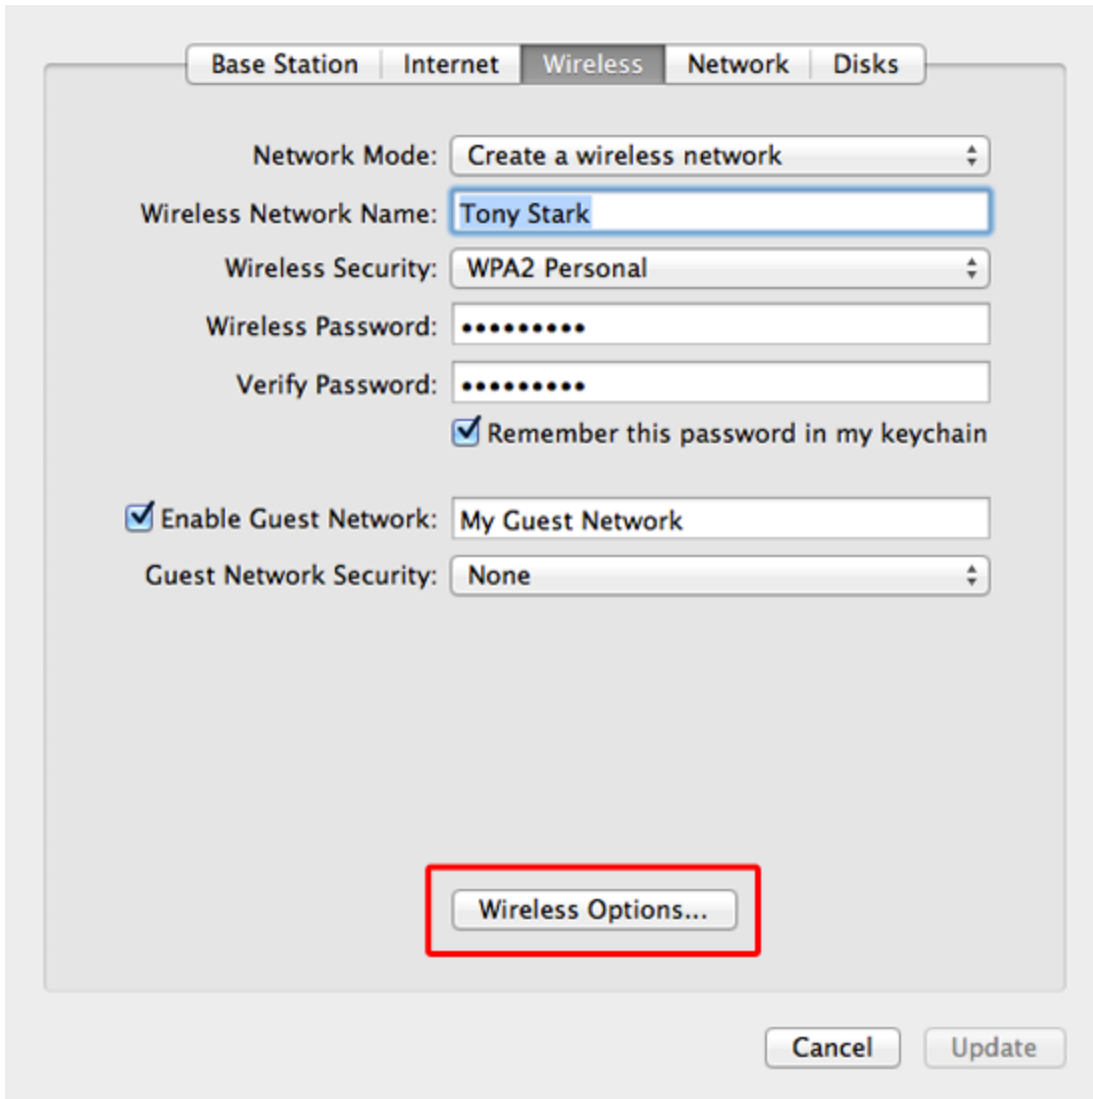 Base Station Internet Wireless Network Disks
Network Mode: Create a wireless network
Wireless Network Name: Tony Stark
Wireless Security: WPA2 Personal
Wireless Password: •••••••••
Verify Password: •••••••••
Remember this password in my keychain
Enable Guest Network: My Guest Network
Guest Network Security: None
Wireless Options...
Cancel Update